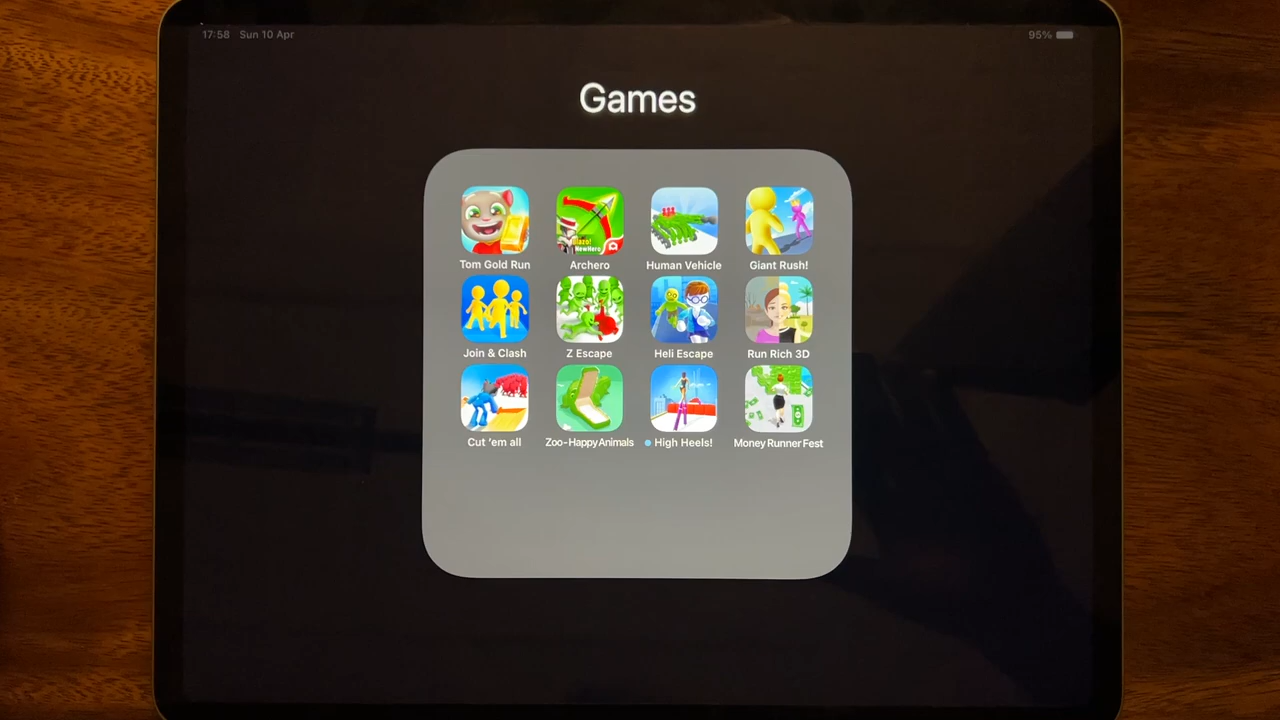 17:58 Sun 10 Apr 95%
Games
Tom Gold Run Archero Human Vehicle Giant Rush!
Join & Clash Z Escape Heli Escape Run Rich 3D
Cut 'em all Zoo-HappyAnimals High Heels! Money Runner Fest
NewHero